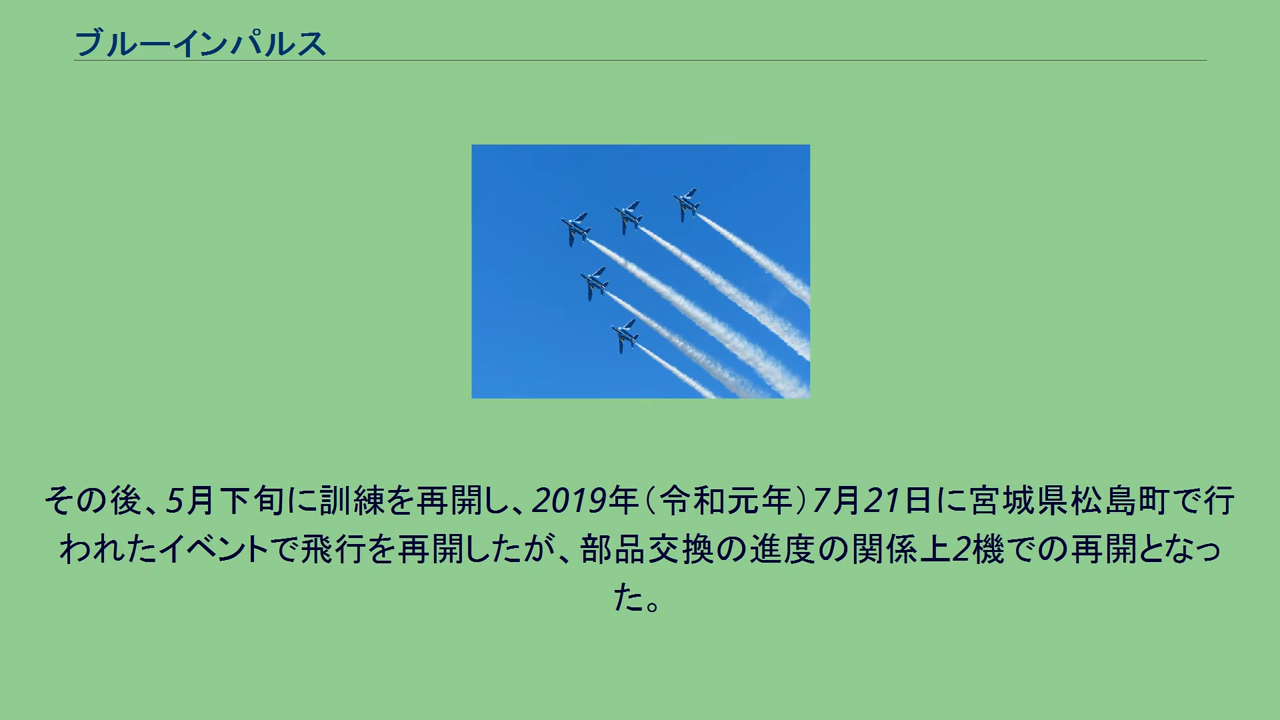 ブルーインパルス
その後、5月下旬に訓練を再開し、2019年（令和元年）7月21日に宮城県松島町で行
われたイベントで飛行を再開したが、部品交換の進度の関係上2機での再開となっ
た。